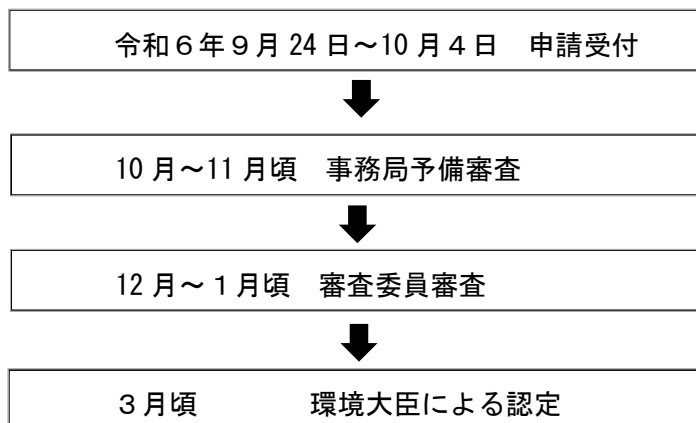 令和６年９月 24 日～10 月４日　申請受付
10 月～11 月頃　事務局予備審査
12 月～１月頃　審査委員審査
３月頃　　　　環境大臣による認定